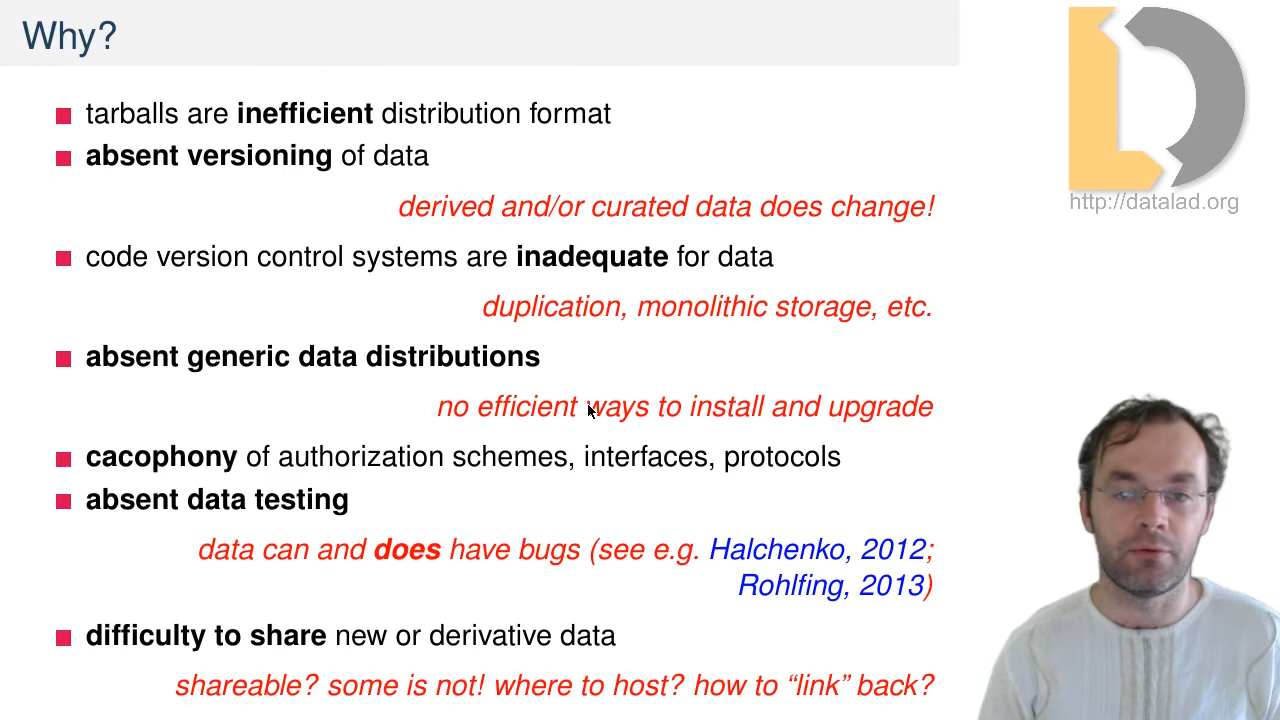 Why?
tarballs are inefficient distribution format
absent versioning of data
derived and/or curated data does change!
code version control systems are inadequate for data
duplication, monolithic storage, etc.
absent generic data distributions
no efficient ways to install and upgrade
cacophony of authorization schemes, interfaces, protocols
absent data testing
data can and does have bugs (see e.g. Halchenko, 2012;
Rohlfing, 2013)
difficulty to share new or derivative data
shareable? some is not! where to host? how to “link” back?
http://datalad.org